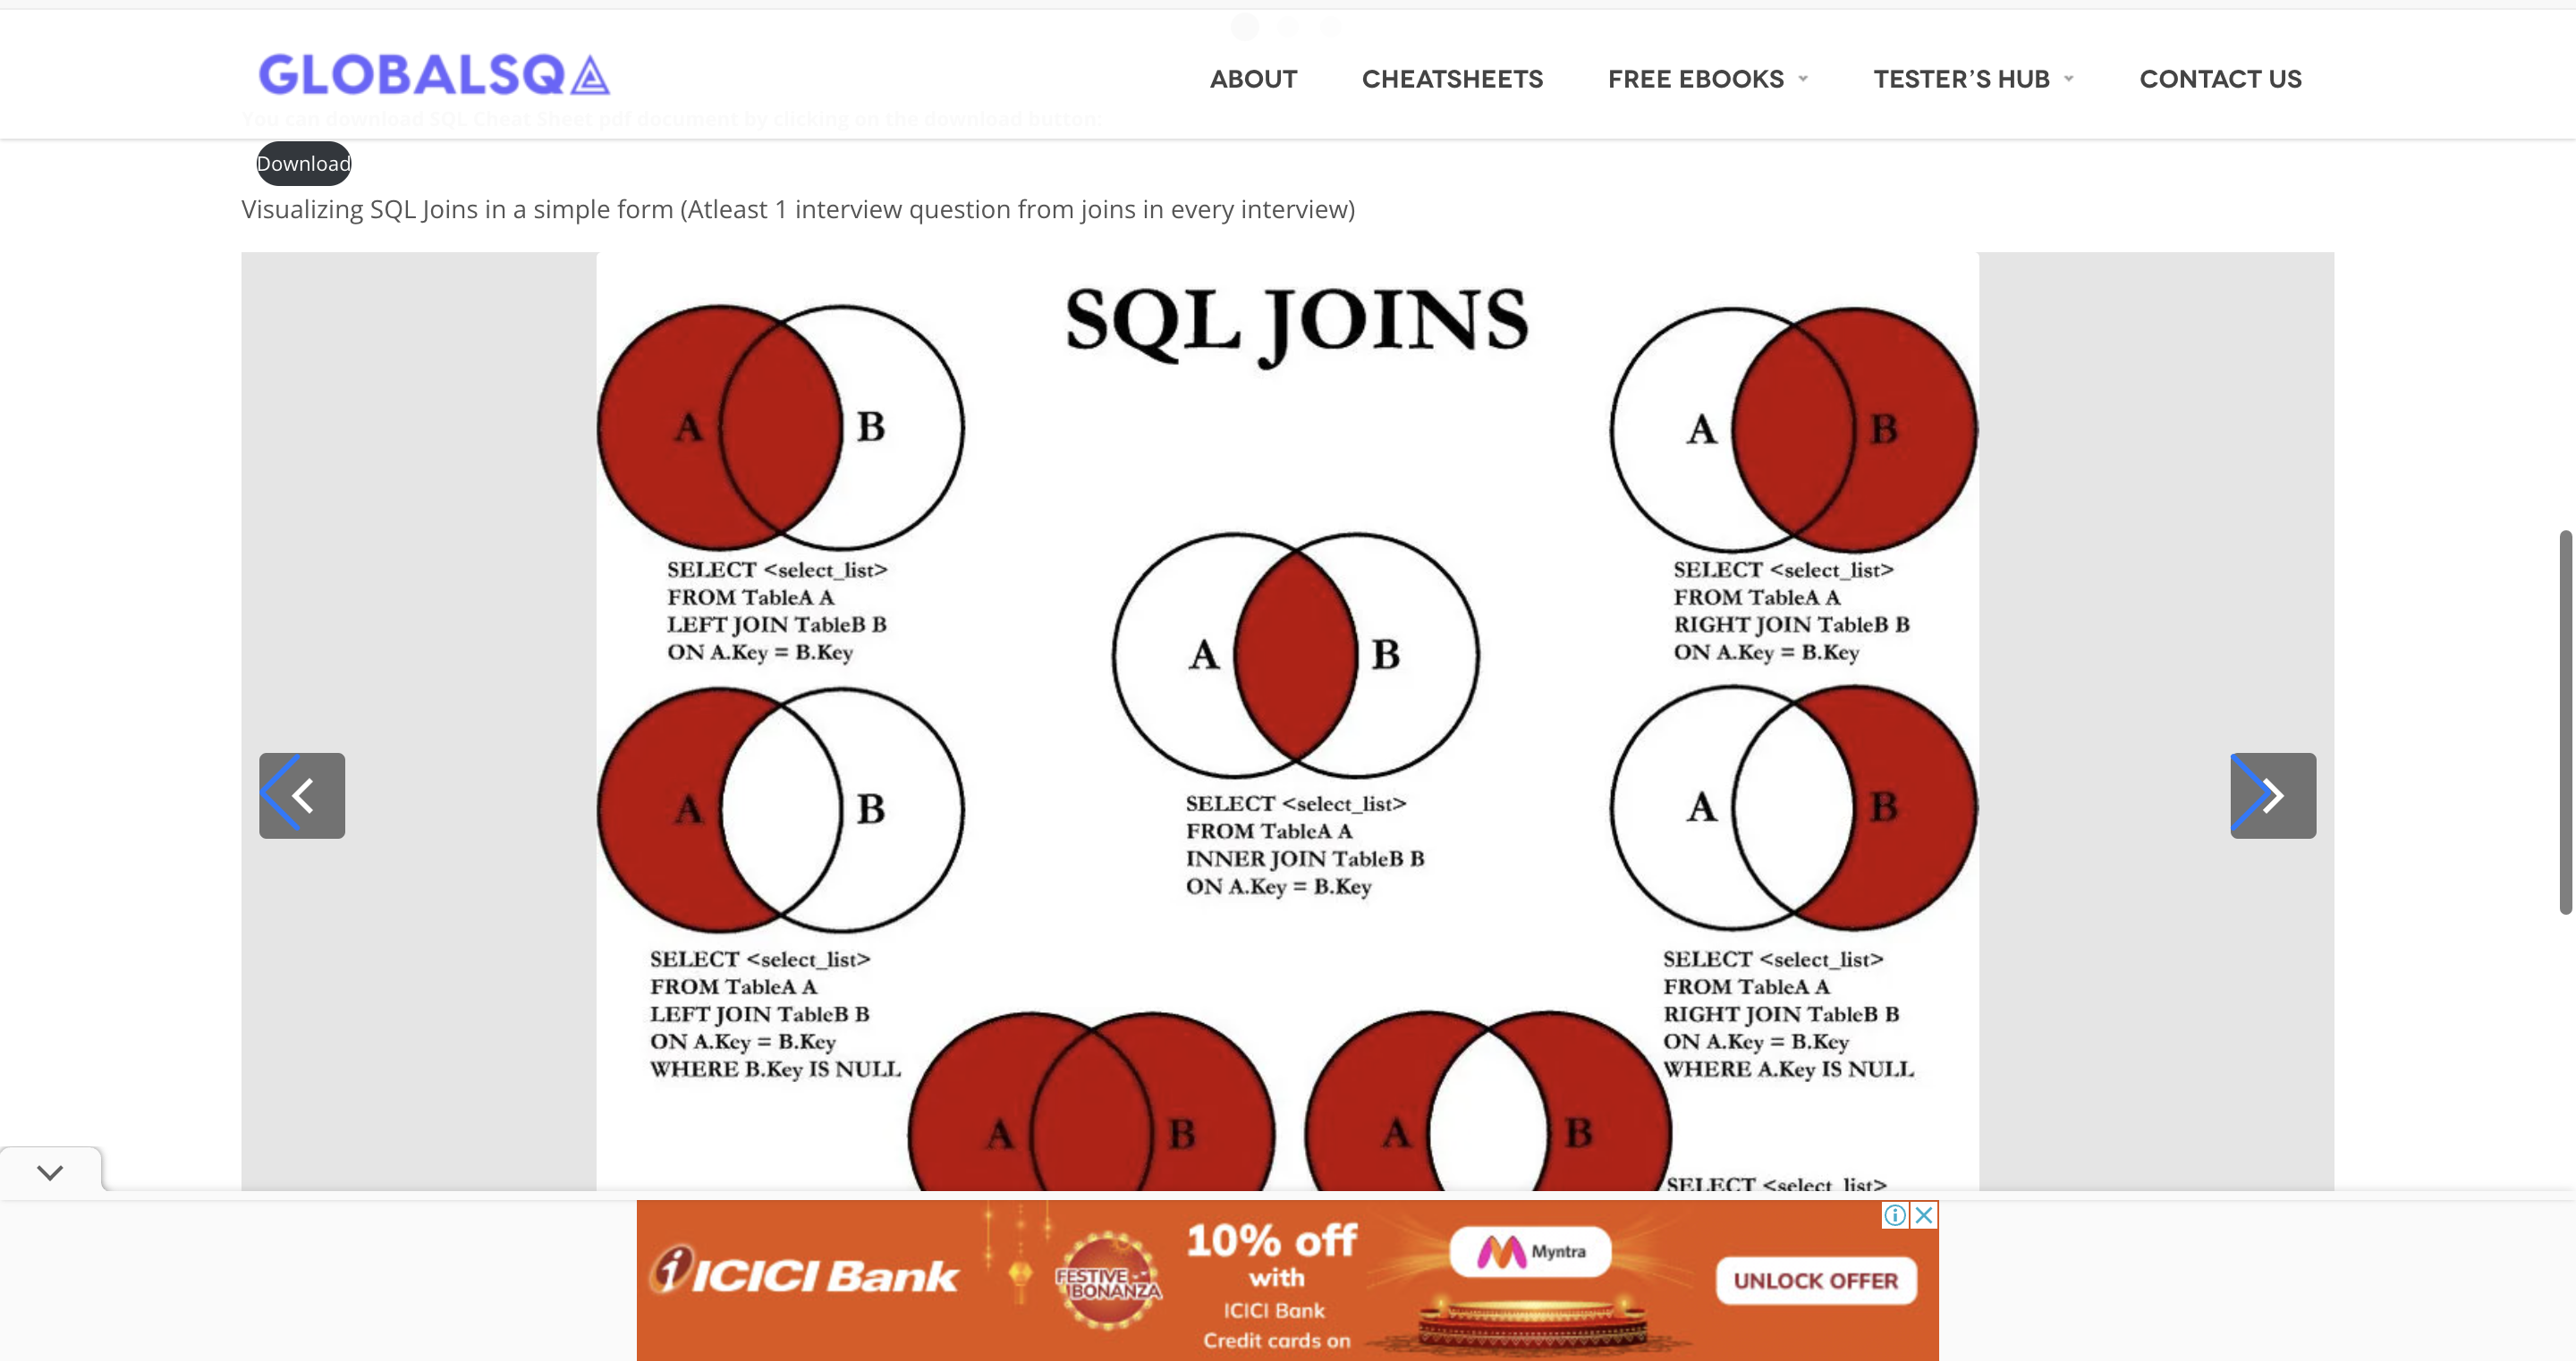 GLOBALSQA
ABOUT
CHEATSHEETS
FREE EBOOKS
TESTER’S HUB
CONTACT US
You can download SQL Cheat Sheet pdf document by clicking on the download button:
Download
Visualizing SQL Joins in a simple form (Atleast 1 interview question from joins in every interview)
SQL JOINS
A B
SELECT <select_list>
FROM TableA A
LEFT JOIN TableB B
ON A.Key = B.Key
A B
SELECT <select_list>
FROM TableA A
RIGHT JOIN TableB B
ON A.Key = B.Key
A B
SELECT <select_list>
FROM TableA A
INNER JOIN TableB B
ON A.Key = B.Key
A B
SELECT <select_list>
FROM TableA A
LEFT JOIN TableB B
ON A.Key = B.Key
WHERE B.Key IS NULL
A B
SELECT <select_list>
FROM TableA A
RIGHT JOIN TableB B
ON A.Key = B.Key
WHERE A.Key IS NULL
A B
A B
SELECT <select_list>
i ICICI Bank
FESTIVE
BONANZA
10% off
with
ICICI Bank
Credit cards on
Myntra
UNLOCK OFFER